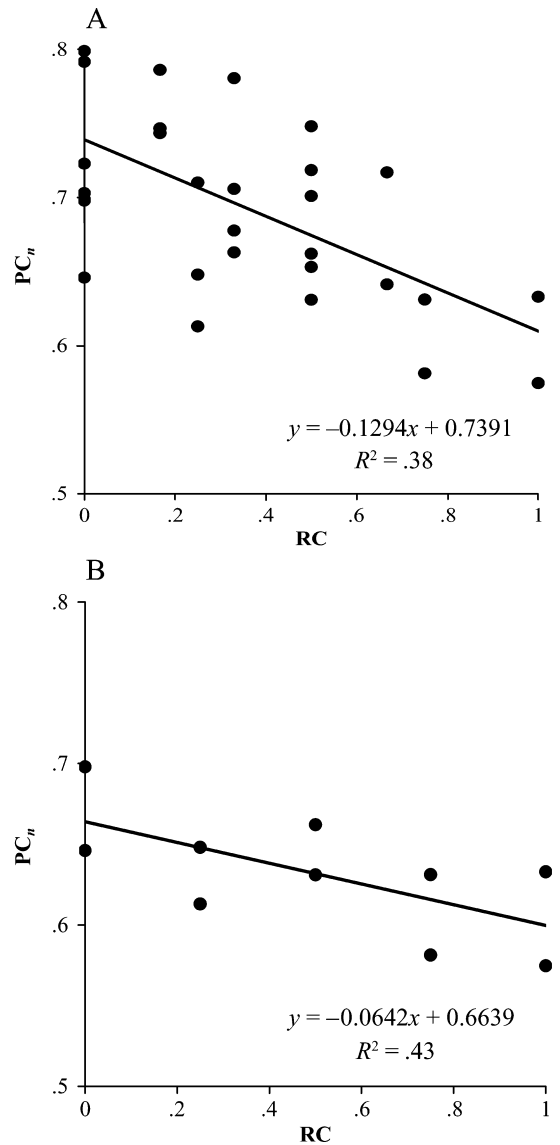 A
.8
.7
PCn
.6
y = –0.1294x + 0.7391
R² = .38
.5
0 .2 .4 .6 .8 1
RC
B
.8
.7
PCn
.6
y = –0.0642x + 0.6639
R² = .43
.5
0 .2 .4 .6 .8 1
RC